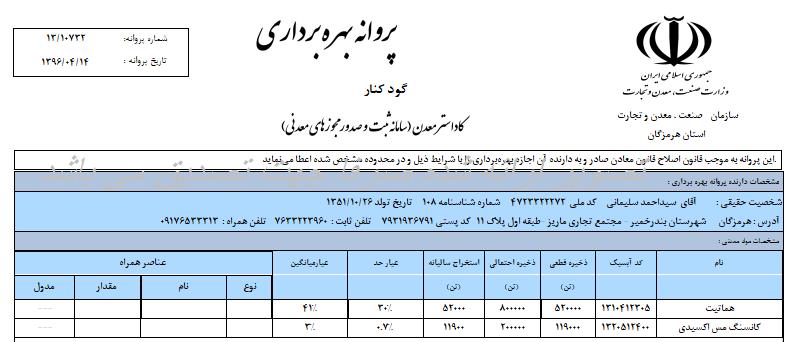 جمهوری اسلامی ایران
وزارت صنعت، معدن و تجارت
سازمان صنعت ، معدن و تجارت
استان هرمزگان
پروانه بهره برداری
گود کنار
کاداستر معدن (سامانه ثبت و صدور مجوزهای معدنی)
شماره پروانه: ۱۳/۱۰۷۳۲
تاریخ پروانه : ۱۳۹۶/۰۴/۱۴
این پروانه به موجب قانون اصلاح قانون معادن صادر و به دارنده آن اجازه بهره‌برداری را با شرایط ذیل و در محدوده مشخص شده اعطا می نماید.
مشخصات دارنده پروانه بهره برداری :
شخصیت حقیقی : آقای سیداحمد سلیمانی کد ملی ۴۷۲۳۳۲۲۲۷۲ شماره شناسنامه ۱۰۸ تاریخ تولد ۱۳۵۱/۱۰/۲۶
آدرس : هرمزگان شهرستان بندرخمیر - مجتمع تجاری ماریز -طبقه اول پلاک ۱۱ کد پستی ۷۹۳۱۹۳۶۷۹۱ تلفن ثابت : ۷۶۳۳۲۲۳۹۶۰ تلفن همراه : ۰۹۱۷۶۵۳۳۳۱۳
مشخصات مواد معدنی :
نام کد آیسیک ذخیره قطعی (تن) ذخیره احتمالی (تن) استخراج سالیانه (تن) عیار حد عیارمیانگین عناصر همراه
نوع نام مقدار مدول
هماتیت ۱۳۱۰۴۱۲۳۰۵ ۵۲۰۰۰۰ ۸۰۰۰۰۰ ۵۲۰۰۰ ۳۰٪ ۴۱٪ ---
کانسنگ مس اکسیدی ۱۳۲۰۵۱۲۴۰۰ ۱۱۹۰۰۰ ۲۰۰۰۰۰ ۱۱۹۰۰ ۰.۷٪ ۳٪ ---